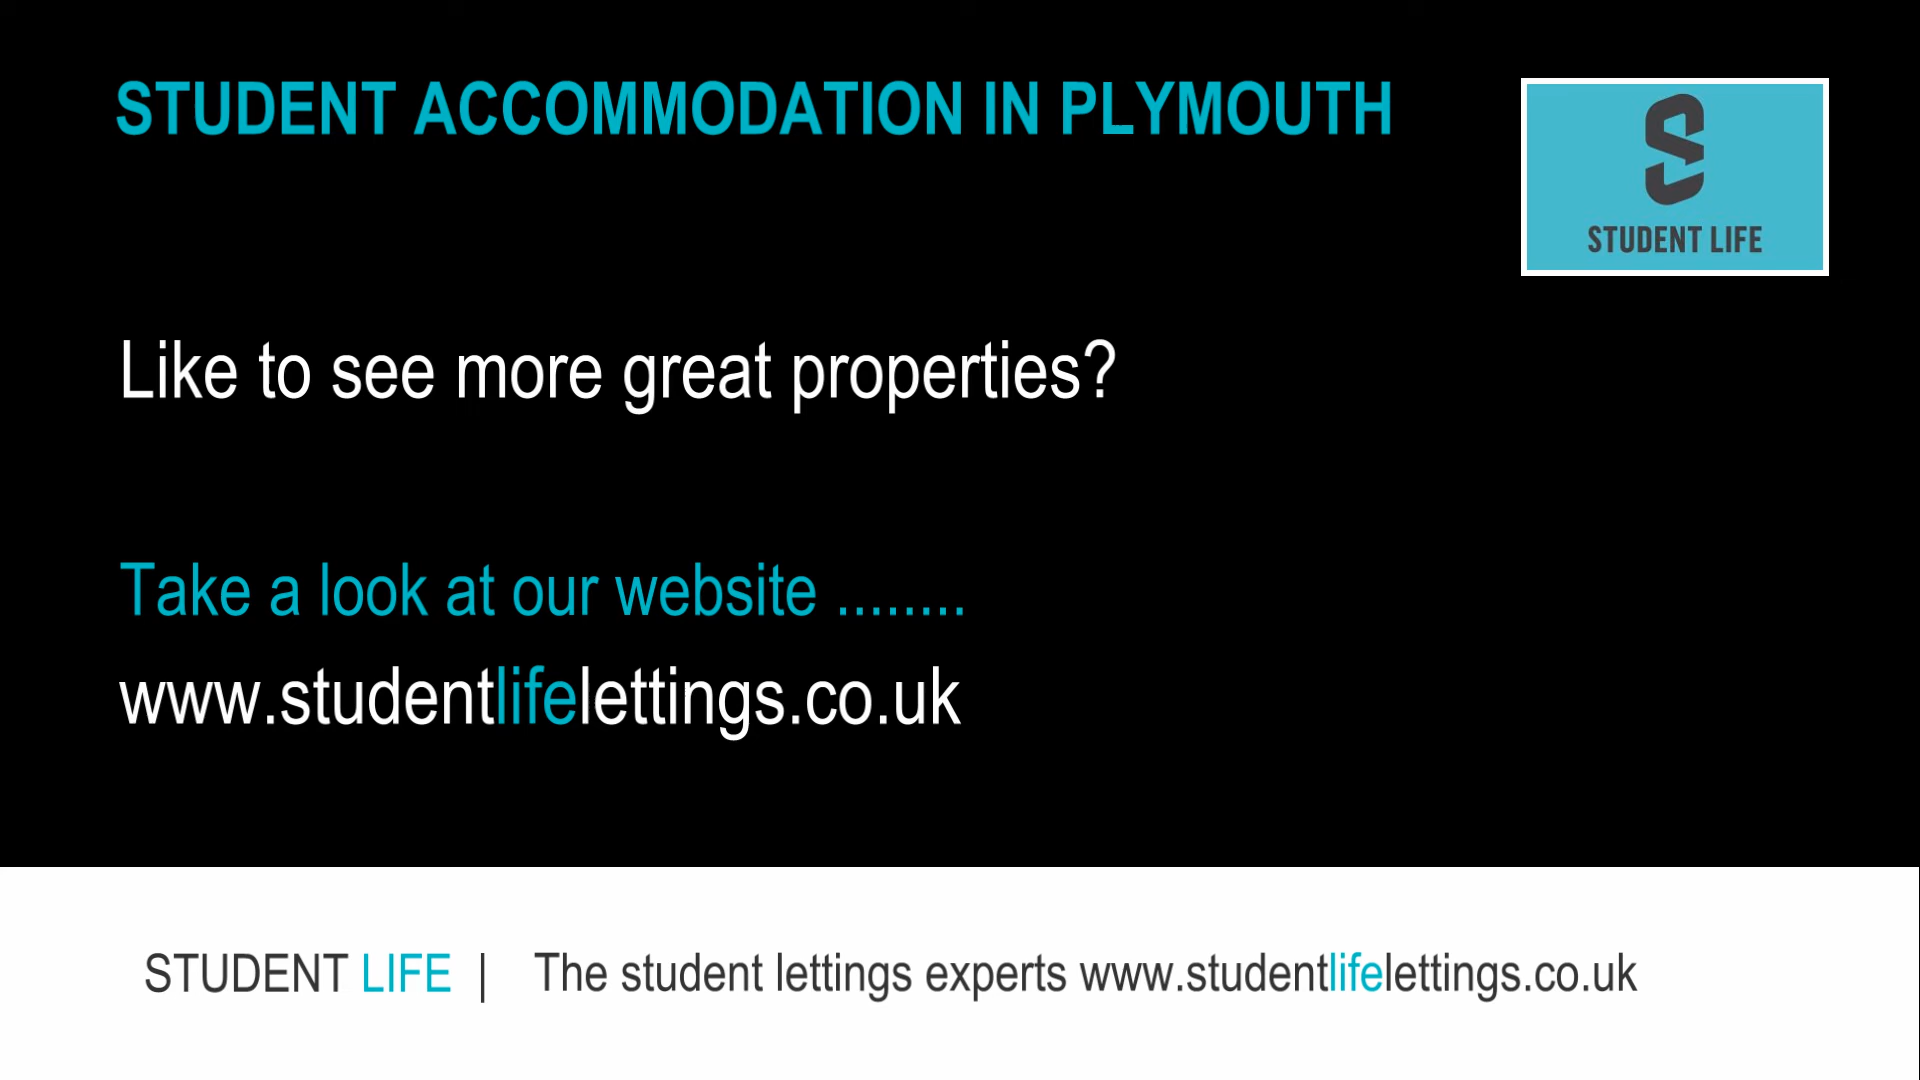 STUDENT ACCOMMODATION IN PLYMOUTH
STUDENT LIFE
Like to see more great properties?
Take a look at our website ........
www.studentlifelettings.co.uk
STUDENT LIFE | The student lettings experts www.studentlifelettings.co.uk